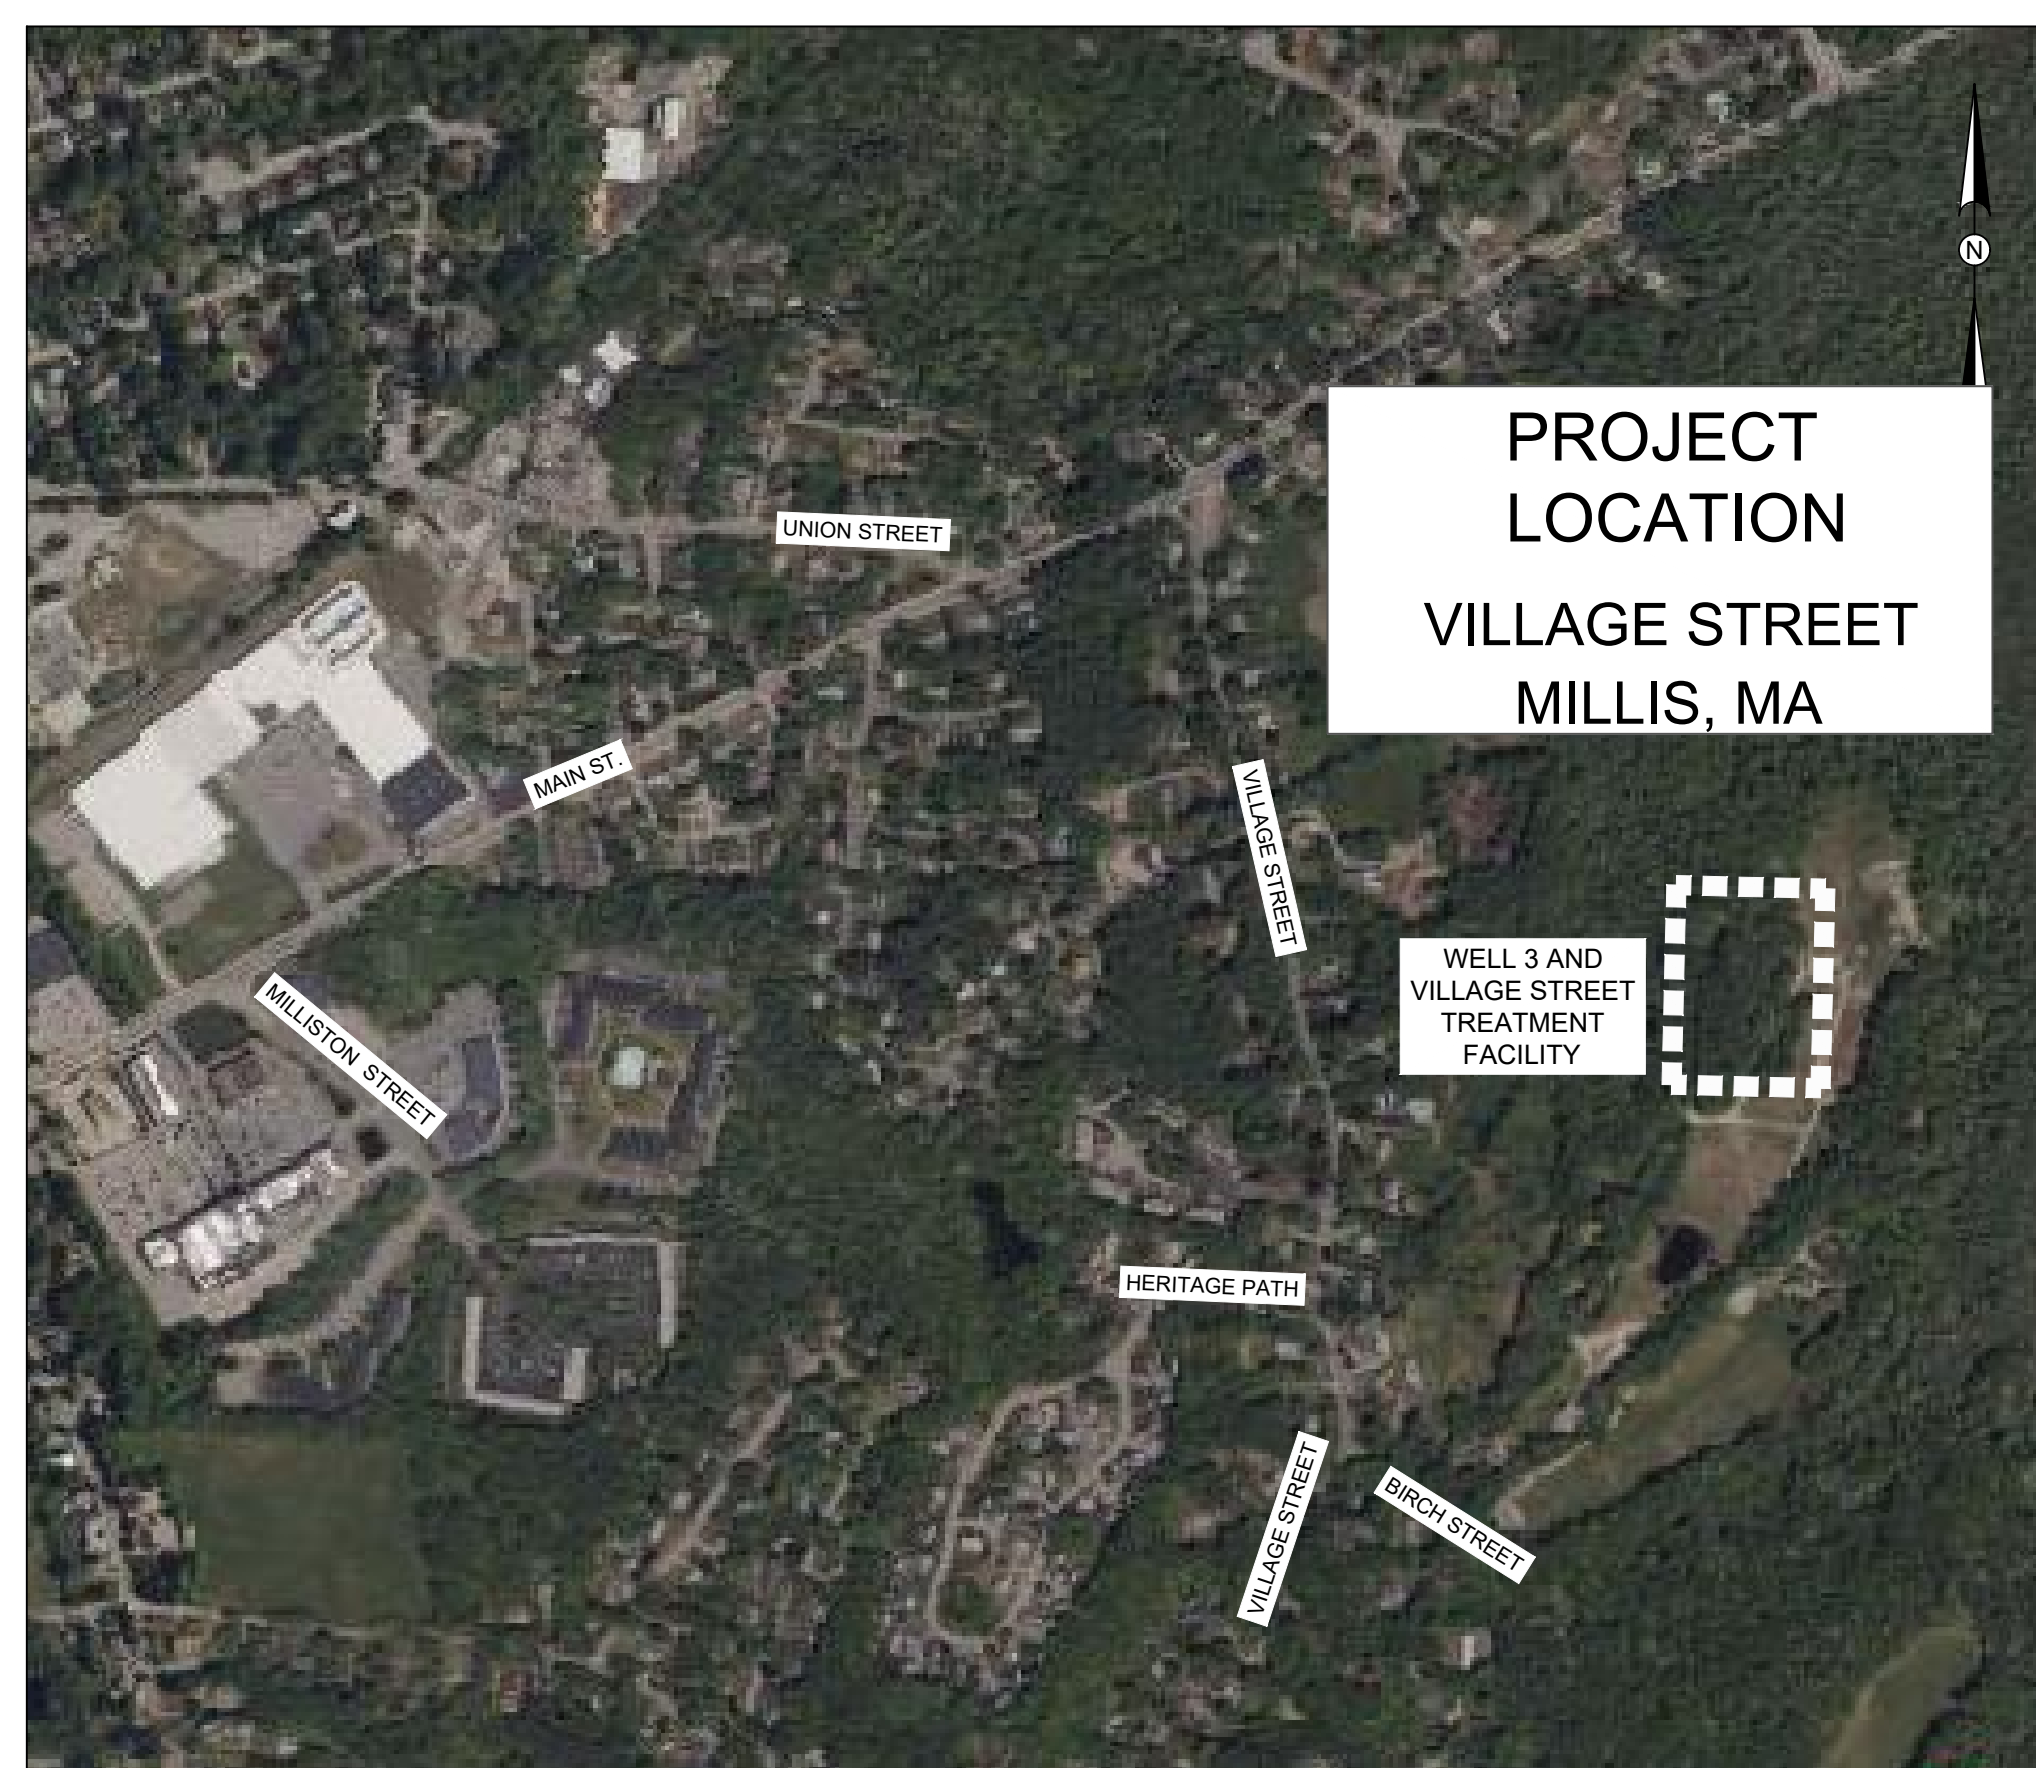 N
PROJECT
LOCATION
VILLAGE STREET
MILLIS, MA
UNION STREET
MAIN ST.
VILLAGE STREET
WELL 3 AND
VILLAGE STREET
TREATMENT
FACILITY
MILLISTON STREET
HERITAGE PATH
VILLAGE STREET
BIRCH STREET